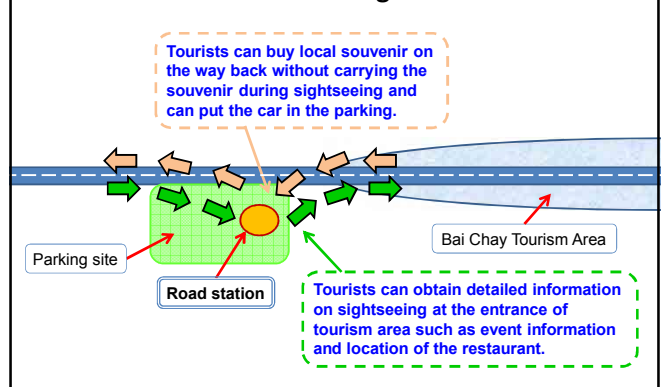 Tourists can buy local souvenir on
the way back without carrying the
souvenir during sightseeing and
can put the car in the parking.
Bai Chay Tourism Area
Parking site
Road station
Tourists can obtain detailed information
on sightseeing at the entrance of
tourism area such as event information
and location of the restaurant.